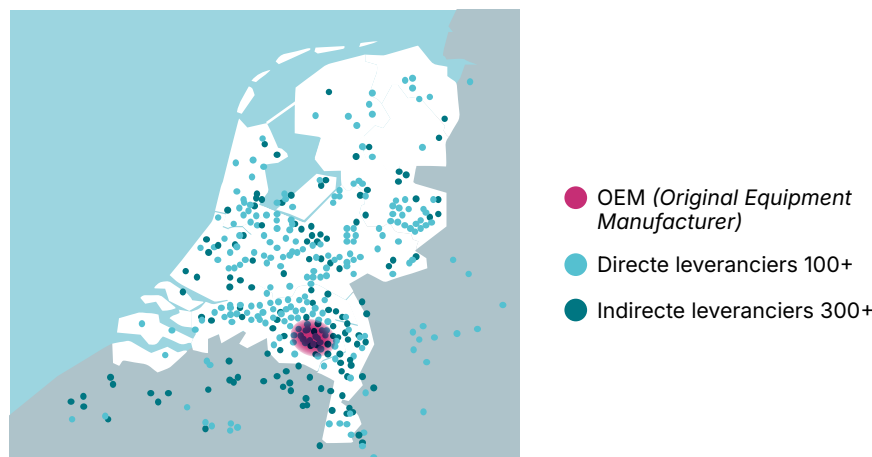 OEM (Original Equipment
Manufacturer)
Directe leveranciers 100+
Indirecte leveranciers 300+